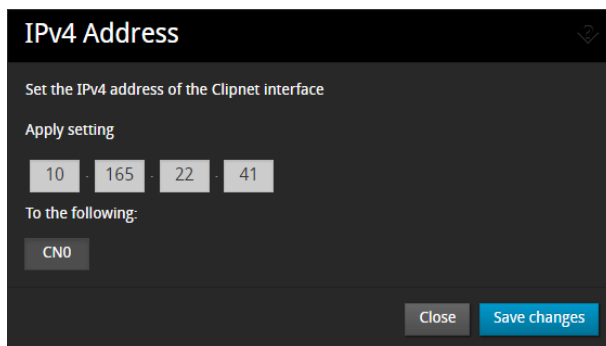 IPv4 Address
Set the IPv4 address of the Clipnet interface
Apply setting
10 . 165 . 22 . 41
To the following:
CN0
Close Save changes